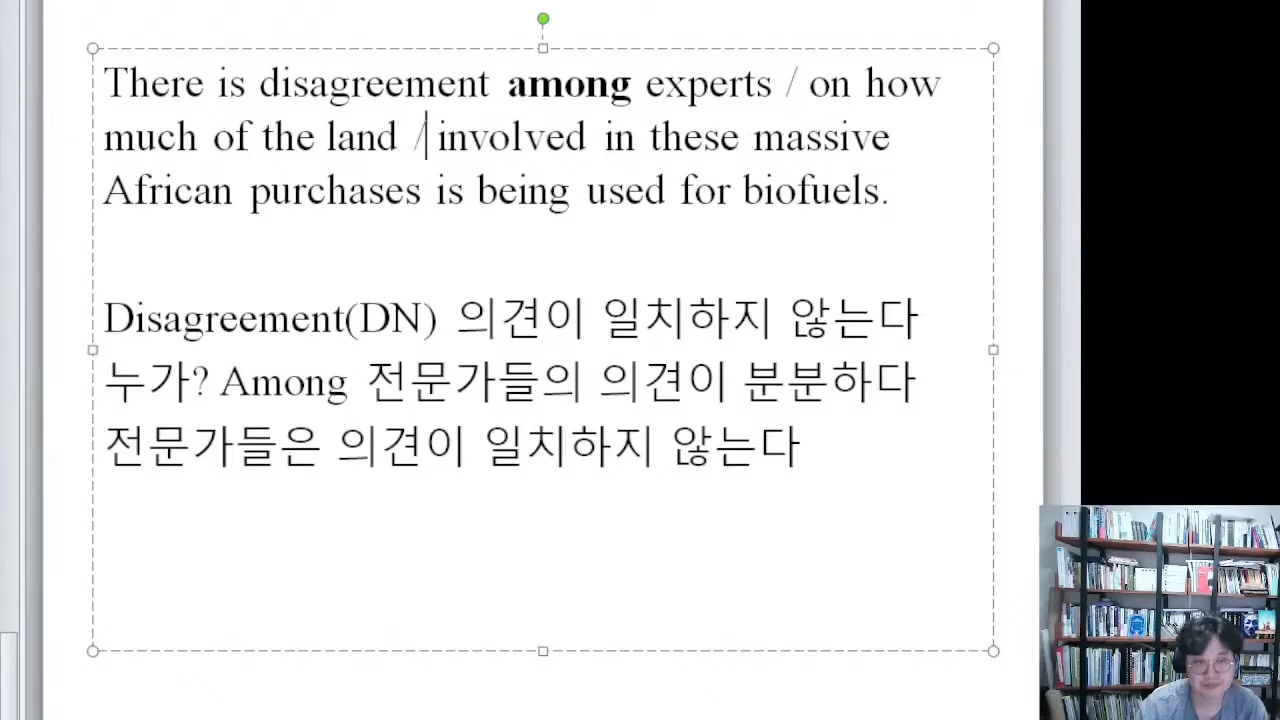 There is disagreement among experts / on how
much of the land / involved in these massive
African purchases is being used for biofuels.
Disagreement(DN) 의견이 일치하지 않는다
누가? Among 전문가들의 의견이 분분하다
전문가들은 의견이 일치하지 않는다